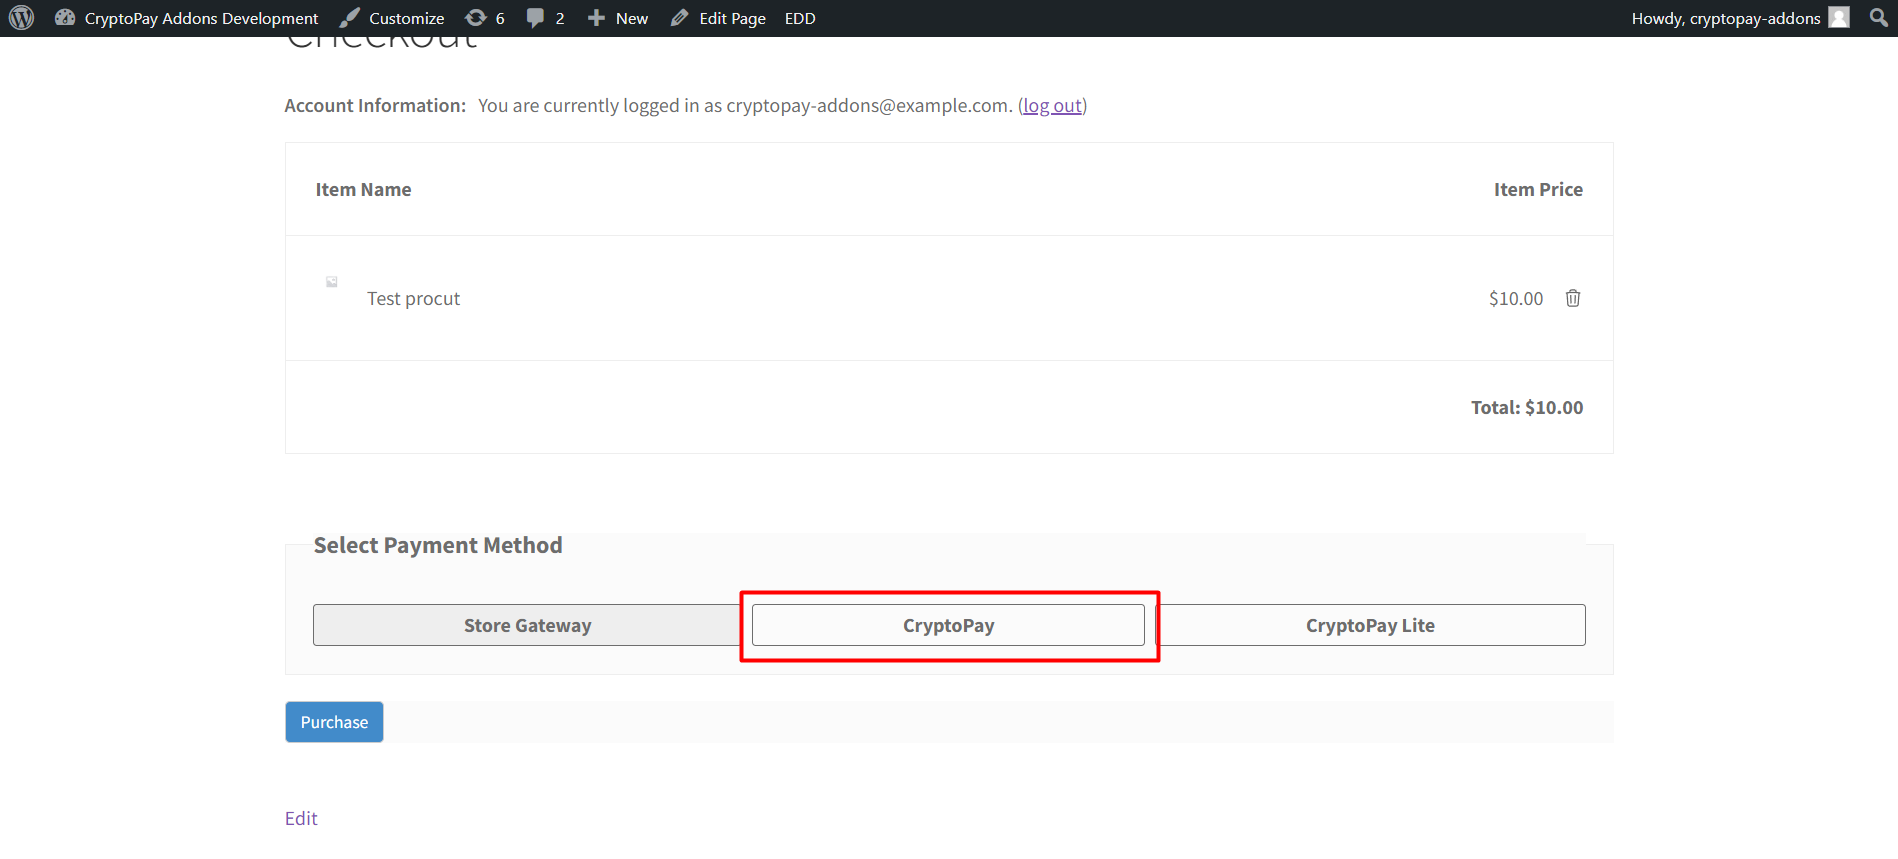 CryptoPay Addons Development Customize 6 2 New Edit Page EDD Howdy, cryptopay-addons
Checkout
Account Information: You are currently logged in as cryptopay-addons@example.com. (log out)
Item Name Item Price
Test procut $10.00
Total: $10.00
Select Payment Method
Store Gateway CryptoPay CryptoPay Lite
Purchase
Edit